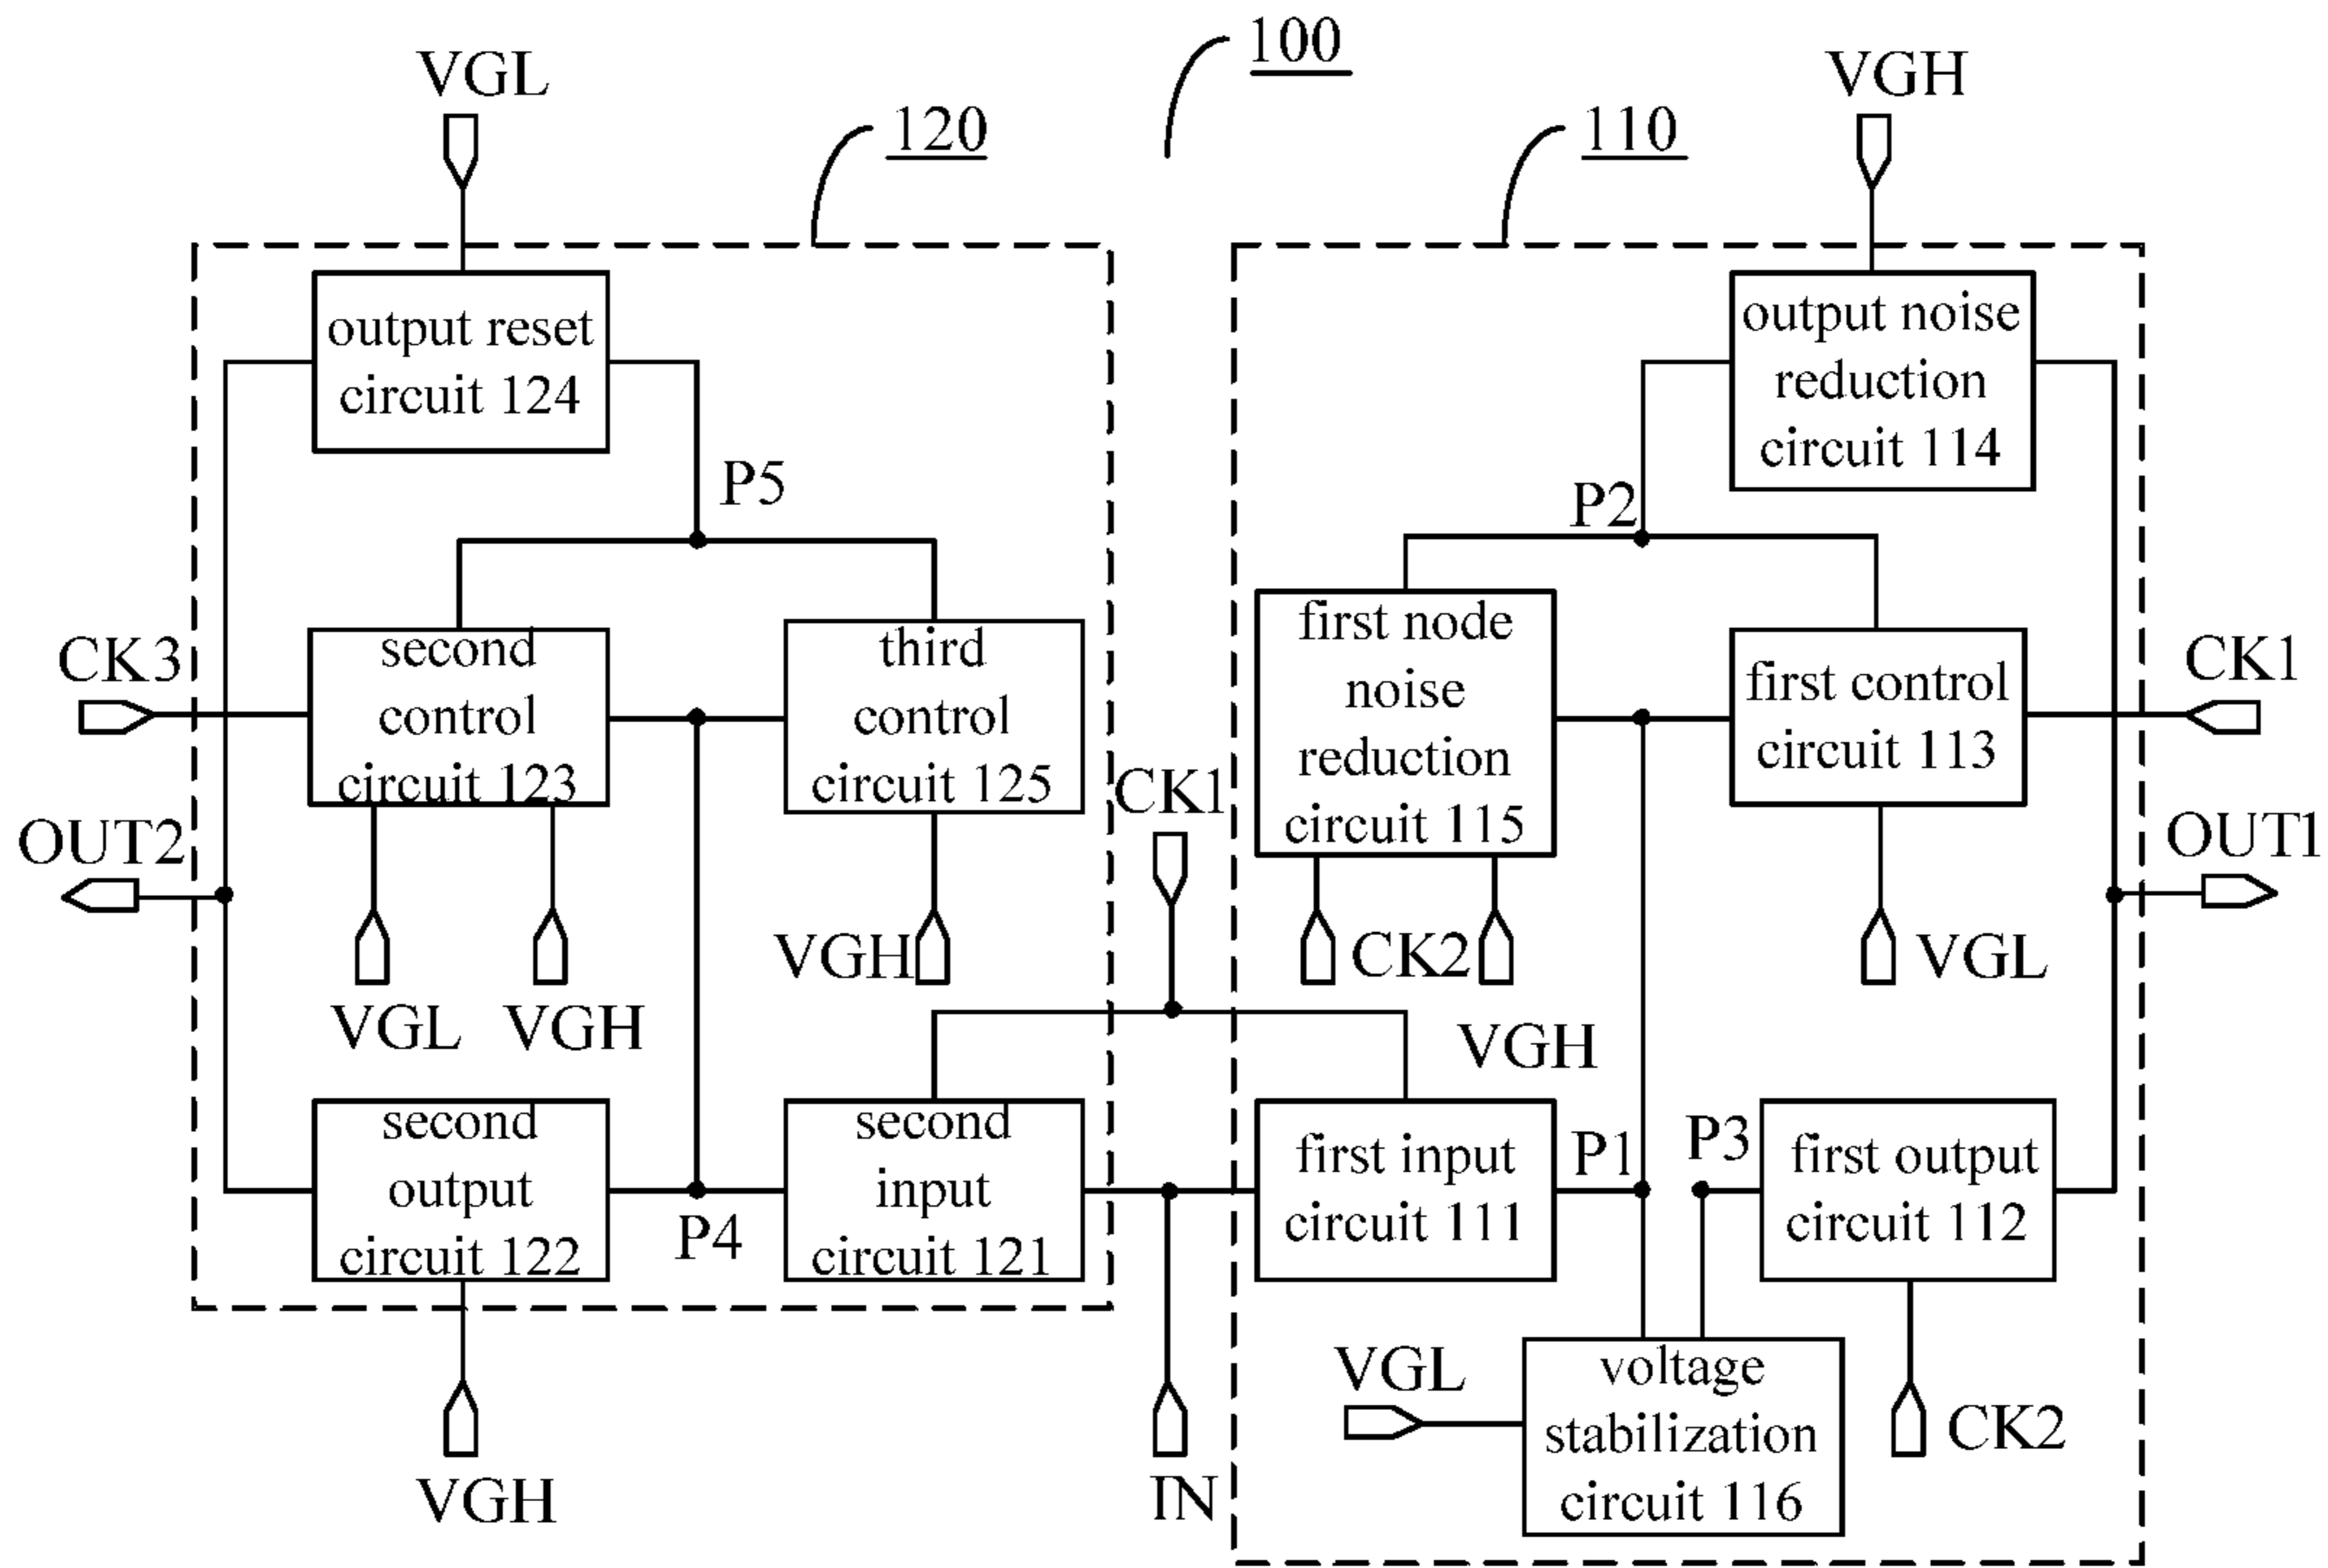 100
VGL
VGH
120
110
output reset
circuit 124
output noise
reduction
circuit 114
P5
P2
CK3
second
control
circuit 123
third
control
circuit 125
first node
noise
reduction
circuit 115
first control
circuit 113
CK1
CK1
OUT2
OUT1
VGL
VGH
VGH
CK2
VGL
VGH
second
output
circuit 122
P4
second
input
circuit 121
first input
circuit 111
P1
P3
first output
circuit 112
VGH
IN
VGL
voltage
stabilization
circuit 116
CK2